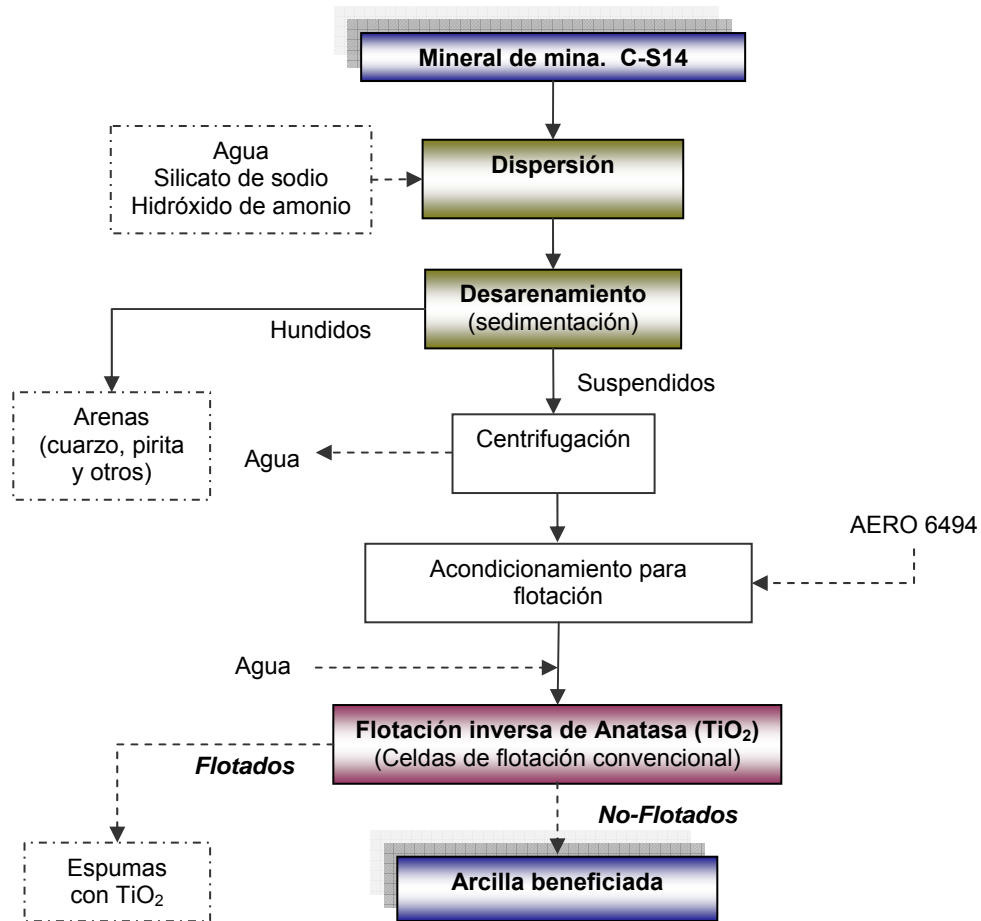 Mineral de mina.  C-S14
Agua
Silicato de sodio
Hidróxido de amonio
Dispersión
Desarenamiento
(sedimentación)
Hundidos
Suspendidos
Arenas
(cuarzo, pirita
y otros)
Agua
Centrifugación
AERO 6494
Acondicionamiento para
flotación
Agua
Flotación inversa de Anatasa (TiO₂)
(Celdas de flotación convencional)
Flotados
No-Flotados
Espumas
con TiO₂
Arcilla beneficiada